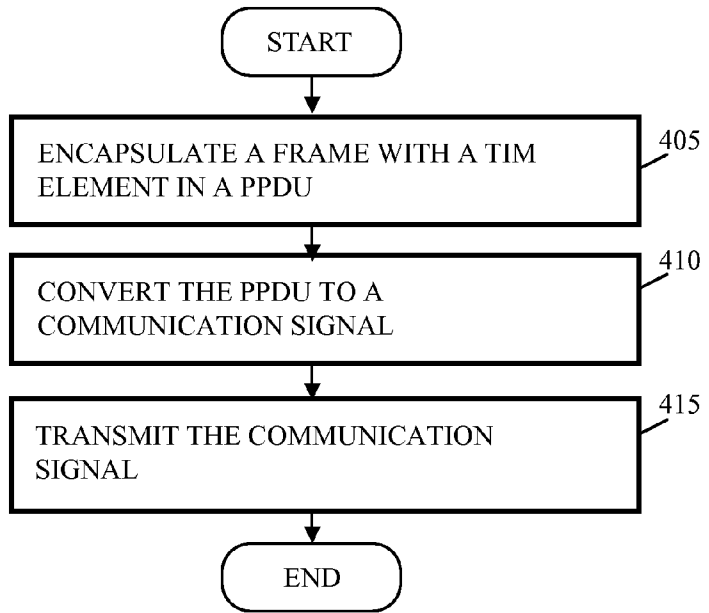 START
ENCAPSULATE A FRAME WITH A TIM
ELEMENT IN A PPDU
405
CONVERT THE PPDU TO A
COMMUNICATION SIGNAL
410
TRANSMIT THE COMMUNICATION
SIGNAL
415
END